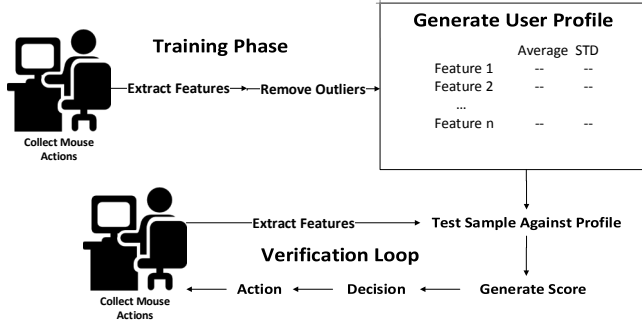 Training Phase
Collect Mouse
Actions
Extract Features
Remove Outliers
Generate User Profile
Average STD
Feature 1 -- --
Feature 2 -- --
...
Feature n -- --
Collect Mouse
Actions
Extract Features
Test Sample Against Profile
Verification Loop
Generate Score
Decision
Action